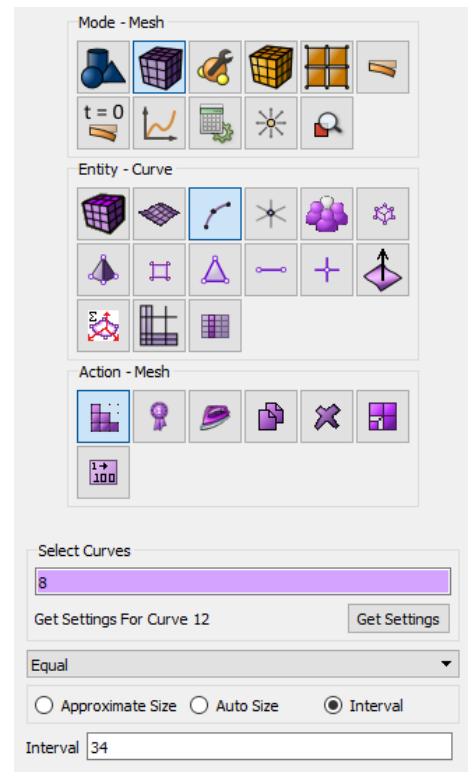 Mode - Mesh
t = 0
Entity - Curve
Σ
Action - Mesh
1
1→
100
Select Curves
8
Get Settings For Curve 12 Get Settings
Equal
Approximate Size Auto Size Interval
Interval 34